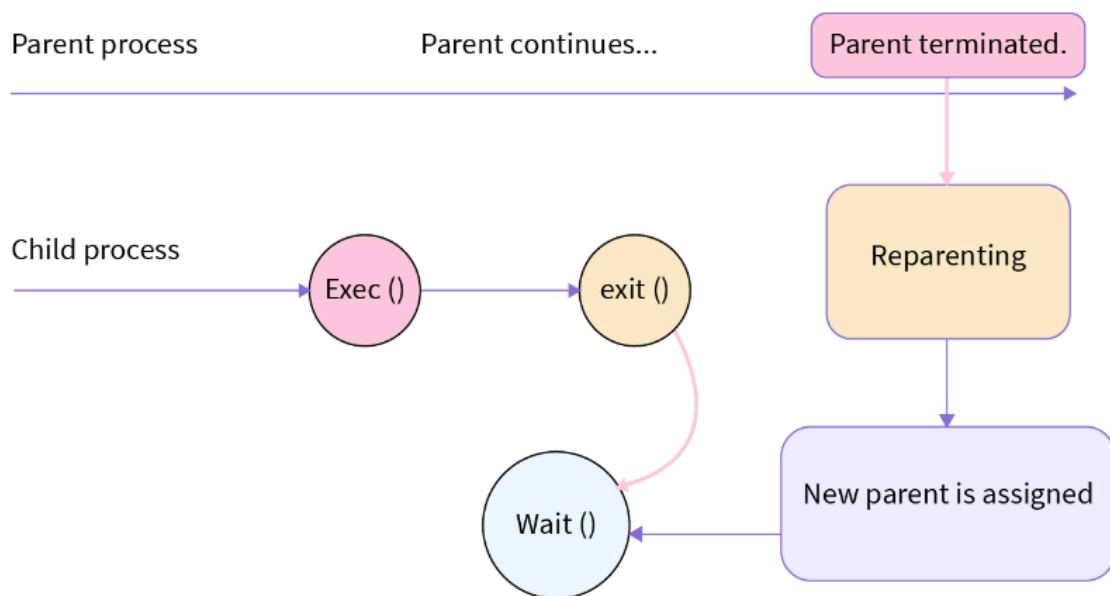 Parent process
Parent continues...
Parent terminated.
Child process
Exec ()
exit ()
Reparenting
Wait ()
New parent is assigned